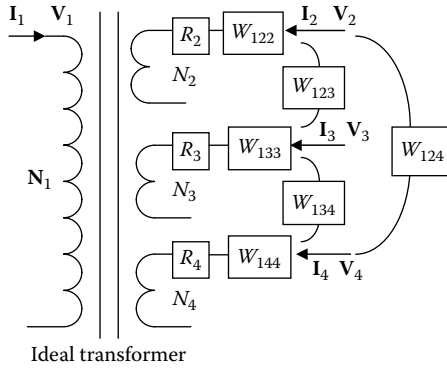 I1 V1 R2 W122 I2 V2
N2 W123
N1 R3 W133 I3 V3 W124
N3 W134
R4 W144
N4 I4 V4
Ideal transformer